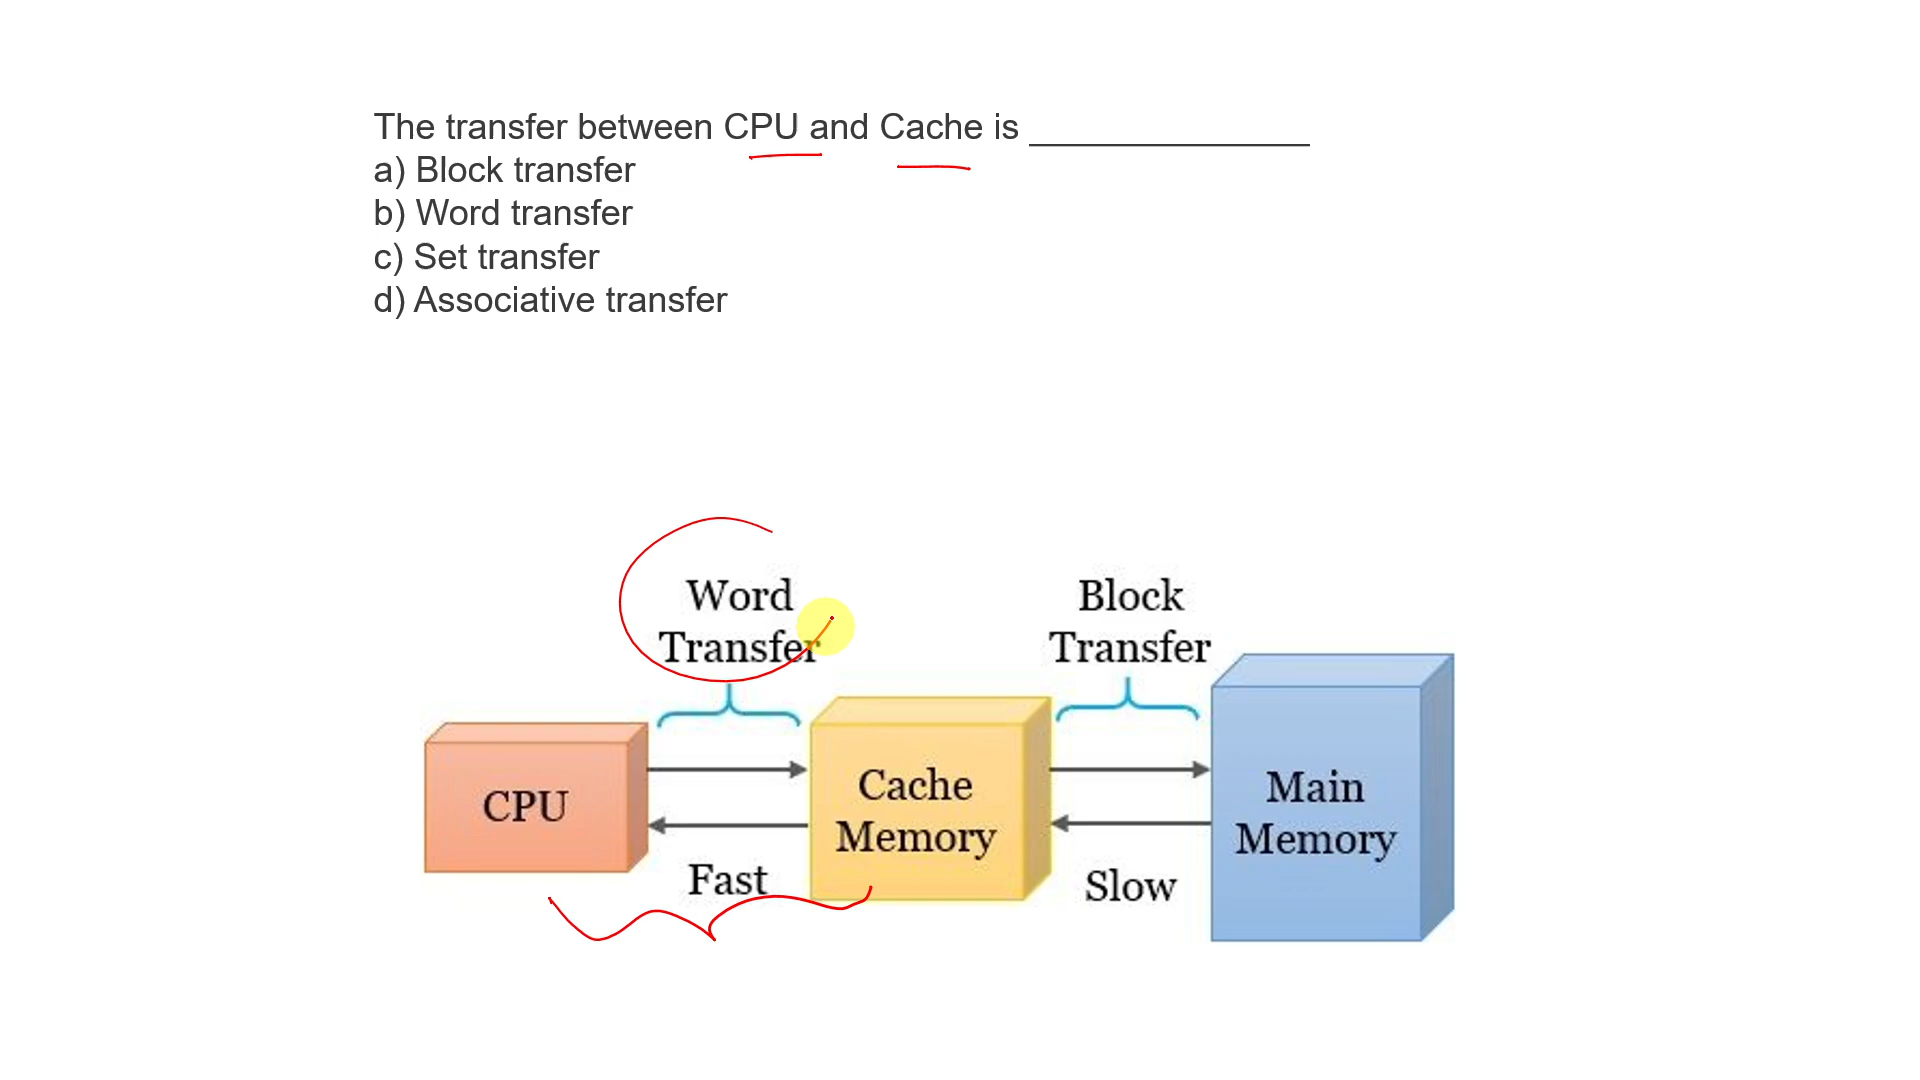 The transfer between CPU and Cache is ______________
a) Block transfer
b) Word transfer
c) Set transfer
d) Associative transfer
Word
Transfer
Block
Transfer
CPU
Cache
Memory
Main
Memory
Fast
Slow